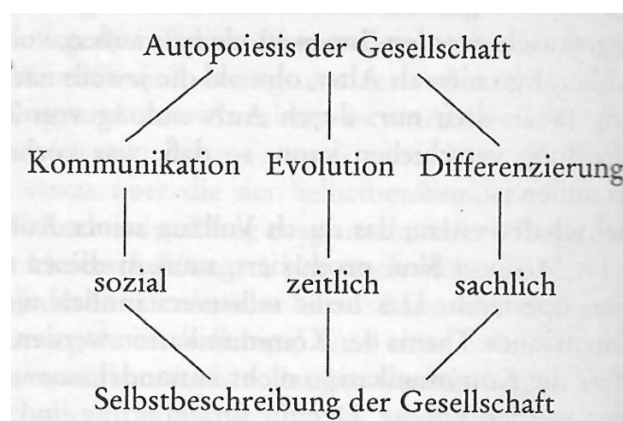 Autopoiesis der Gesellschaft
Kommunikation Evolution Differenzierung
sozial zeitlich sachlich
Selbstbeschreibung der Gesellschaft